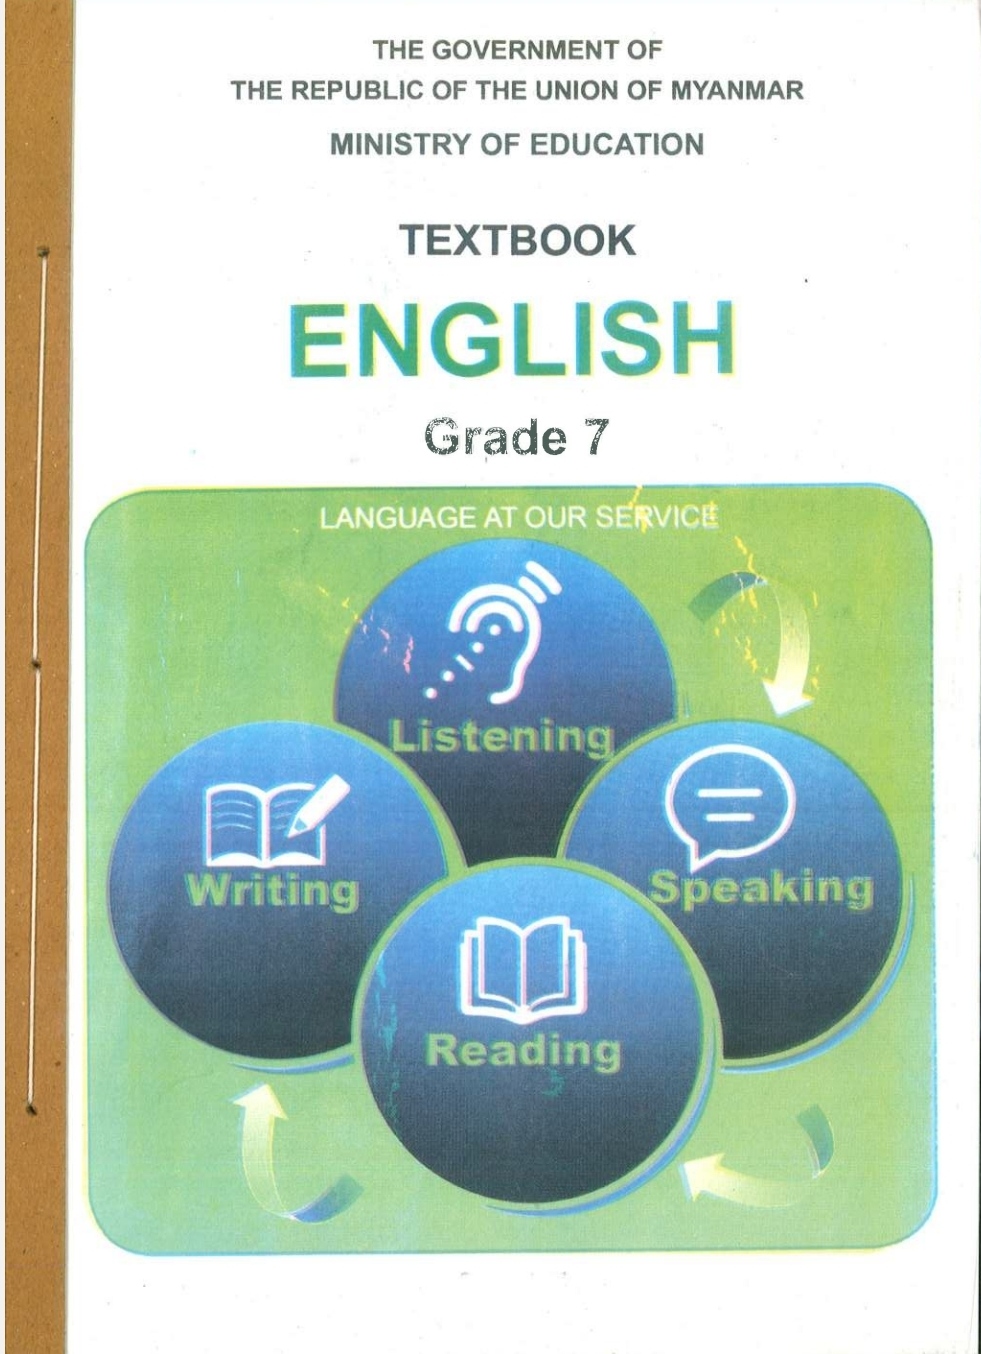 THE GOVERNMENT OF
THE REPUBLIC OF THE UNION OF MYANMAR
MINISTRY OF EDUCATION
TEXTBOOK
ENGLISH
Grade 7
LANGUAGE AT OUR SERVICE
Listening
Writing
Speaking
Reading